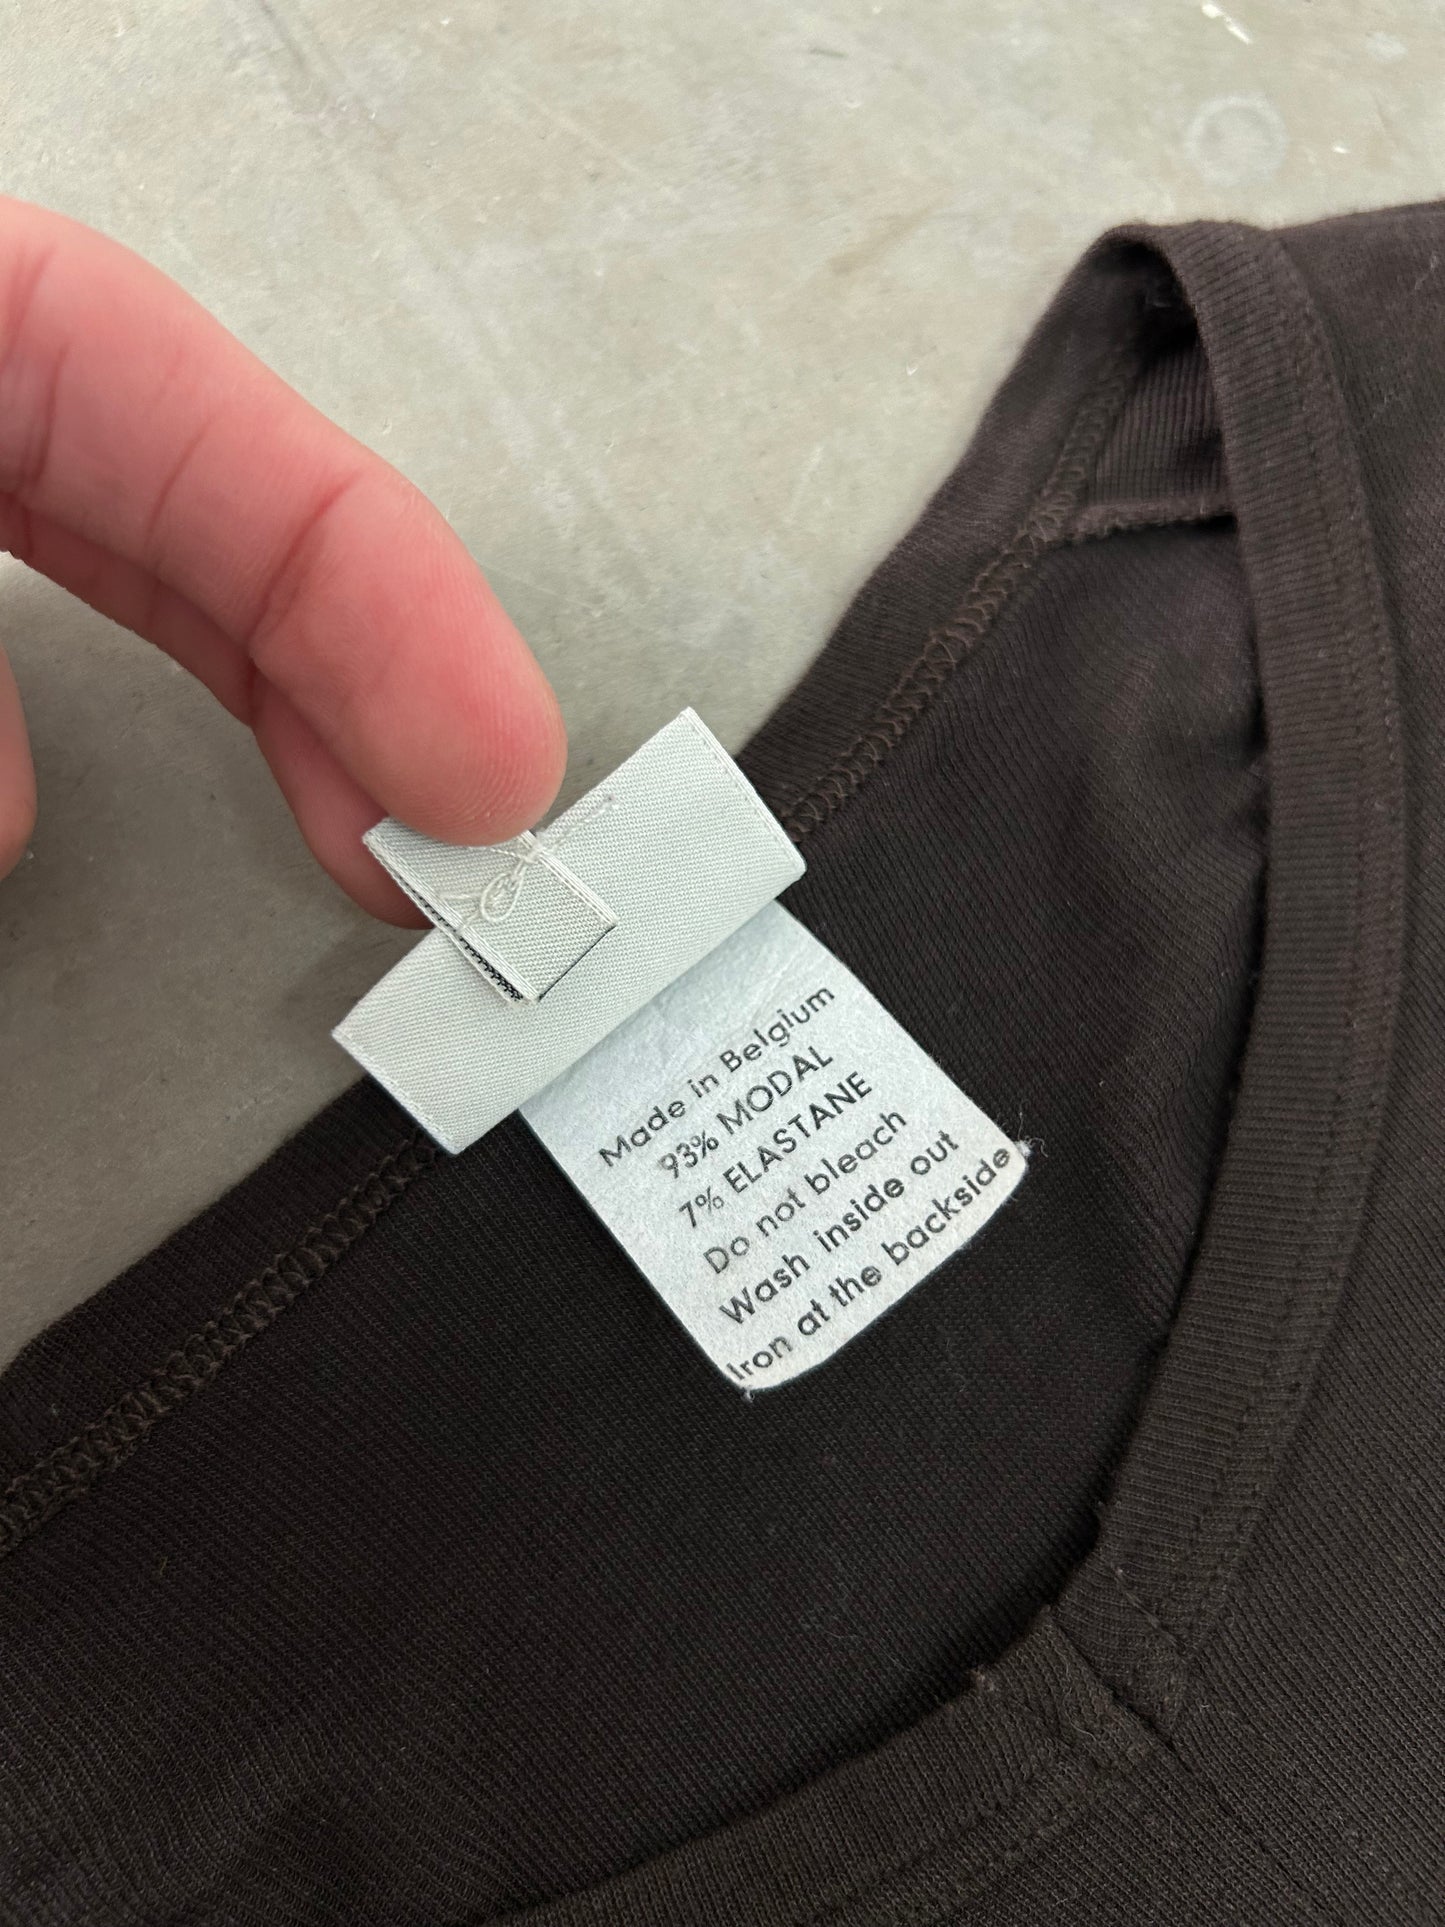 Made in Belgium
93% MODAL
7% ELASTANE
Do not bleach
Wash inside out
Iron at the backside